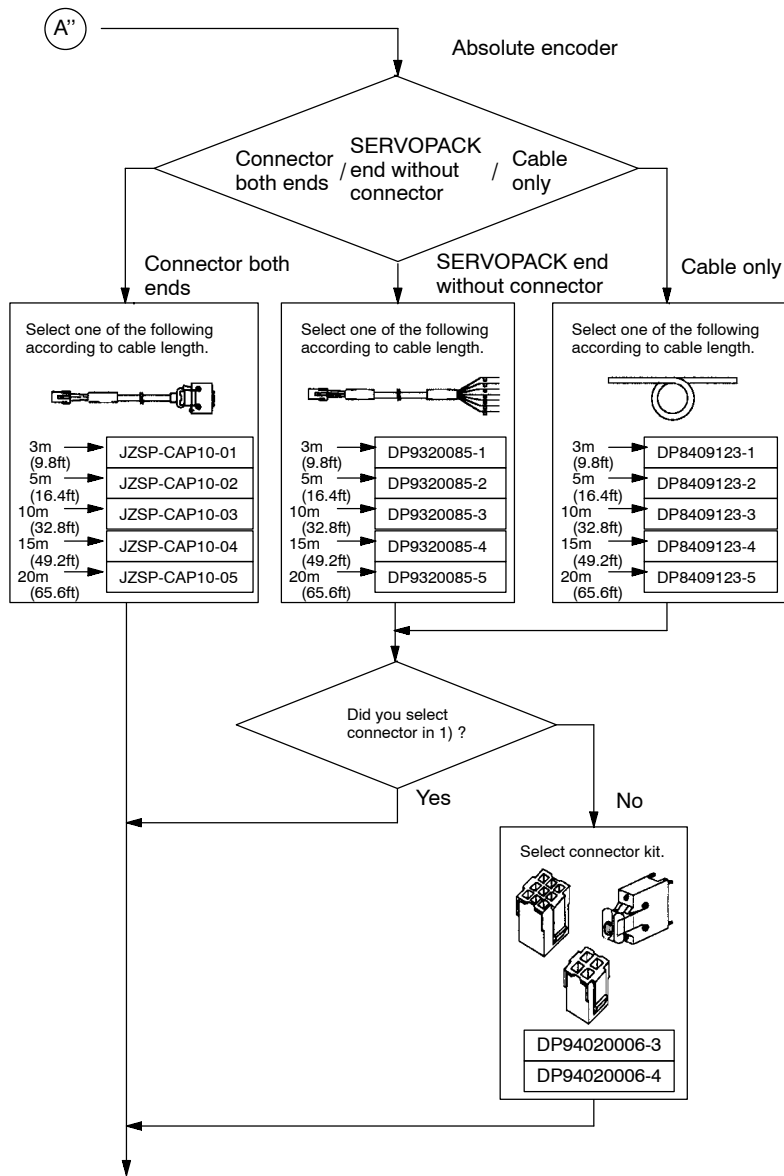 A’’
Absolute encoder
Connector
both ends
/
SERVOPACK
end without
connector
/
Cable
only
Connector both
ends
SERVOPACK end
without connector
Cable only
Select one of the following
according to cable length.
3m
(9.8ft)
JZSP-CAP10-01
5m
(16.4ft)
JZSP-CAP10-02
10m
(32.8ft)
JZSP-CAP10-03
15m
(49.2ft)
JZSP-CAP10-04
20m
(65.6ft)
JZSP-CAP10-05
Select one of the following
according to cable length.
3m
(9.8ft)
DP9320085-1
5m
(16.4ft)
DP9320085-2
10m
(32.8ft)
DP9320085-3
15m
(49.2ft)
DP9320085-4
20m
(65.6ft)
DP9320085-5
Select one of the following
according to cable length.
3m
(9.8ft)
DP8409123-1
5m
(16.4ft)
DP8409123-2
10m
(32.8ft)
DP8409123-3
15m
(49.2ft)
DP8409123-4
20m
(65.6ft)
DP8409123-5
Did you select
connector in 1) ?
Yes
No
Select connector kit.
DP94020006-3
DP94020006-4